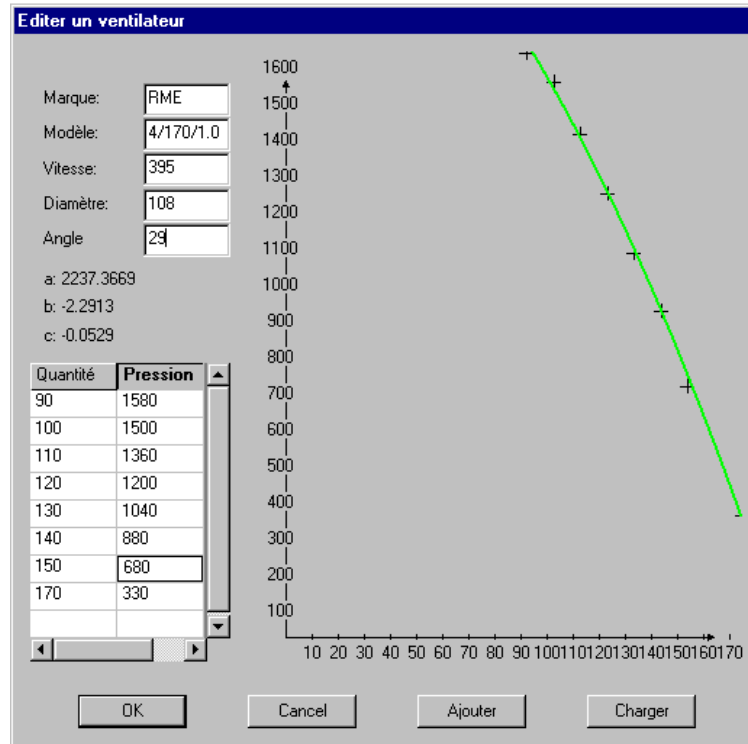 Editer un ventilateur
Marque: RME
Modèle: 4/170/1.0
Vitesse: 395
Diamètre: 108
Angle 29
a: 2237.3669
b: -2.2913
c: -0.0529
Quantité Pression
90 1580
100 1500
110 1360
120 1200
130 1040
140 880
150 680
170 330
1600
1500
1400
1300
1200
1100
1000
900
800
700
600
500
400
300
200
100
10 20 30 40 50 60 70 80 90 100110120130140150160170
OK Cancel Ajouter Charger